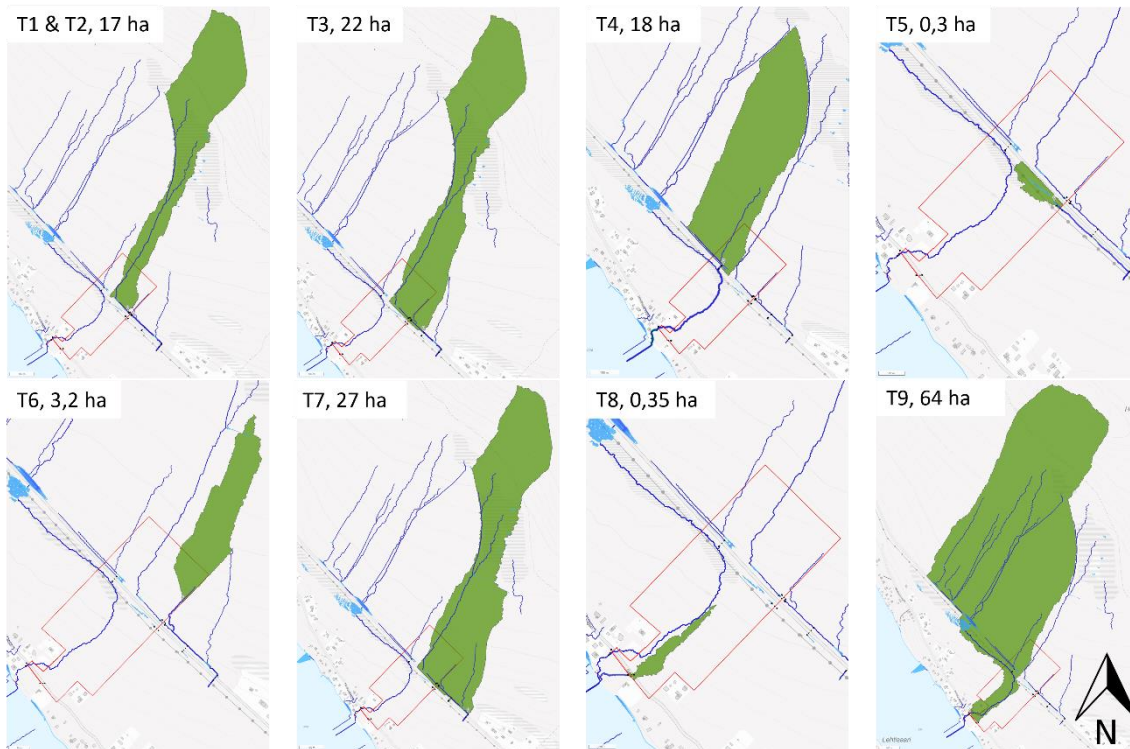 T1 & T2, 17 ha
T3, 22 ha
T4, 18 ha
T5, 0,3 ha
T6, 3,2 ha
T7, 27 ha
T8, 0,35 ha
T9, 64 ha
N